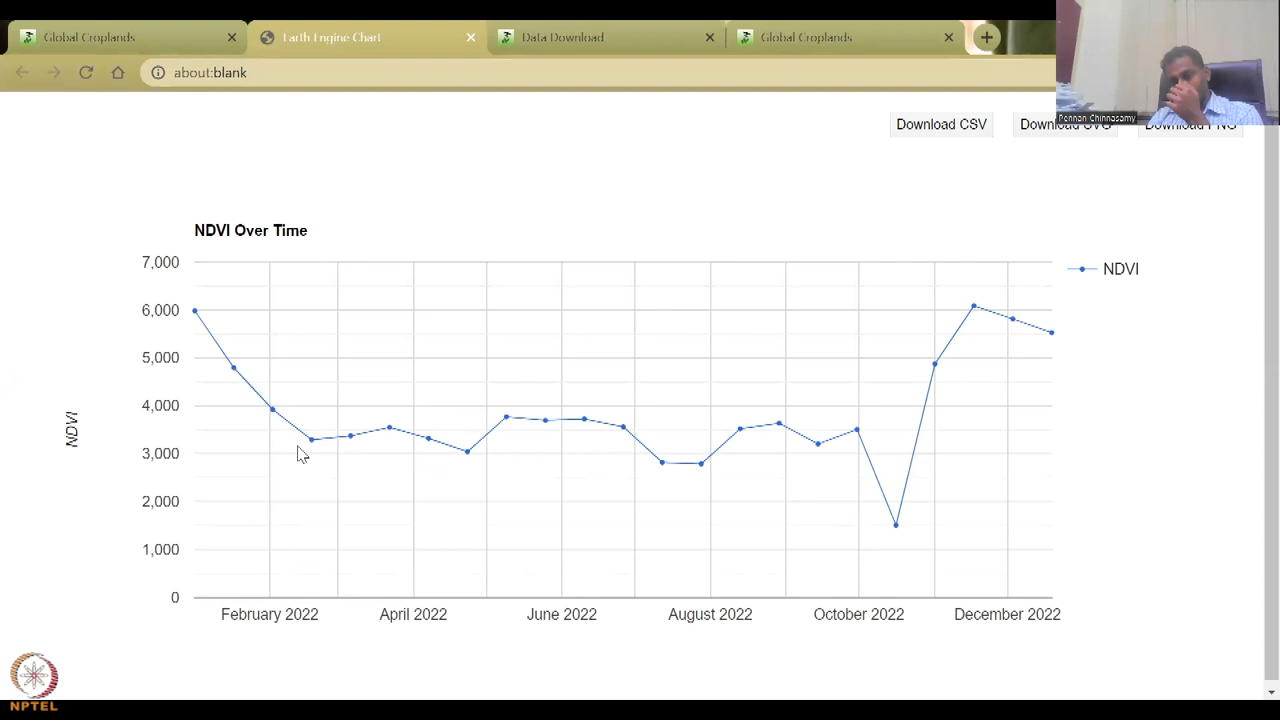 Global Croplands
Earth Engine Chart
Data Download
Global Croplands
about:blank
Pennan Chinnasamy
Download CSV
Download SVG
Download PNG
NDVI Over Time
7,000
6,000
5,000
4,000
3,000
2,000
1,000
0
NDVI
NDVI
February 2022
April 2022
June 2022
August 2022
October 2022
December 2022
NPTEL